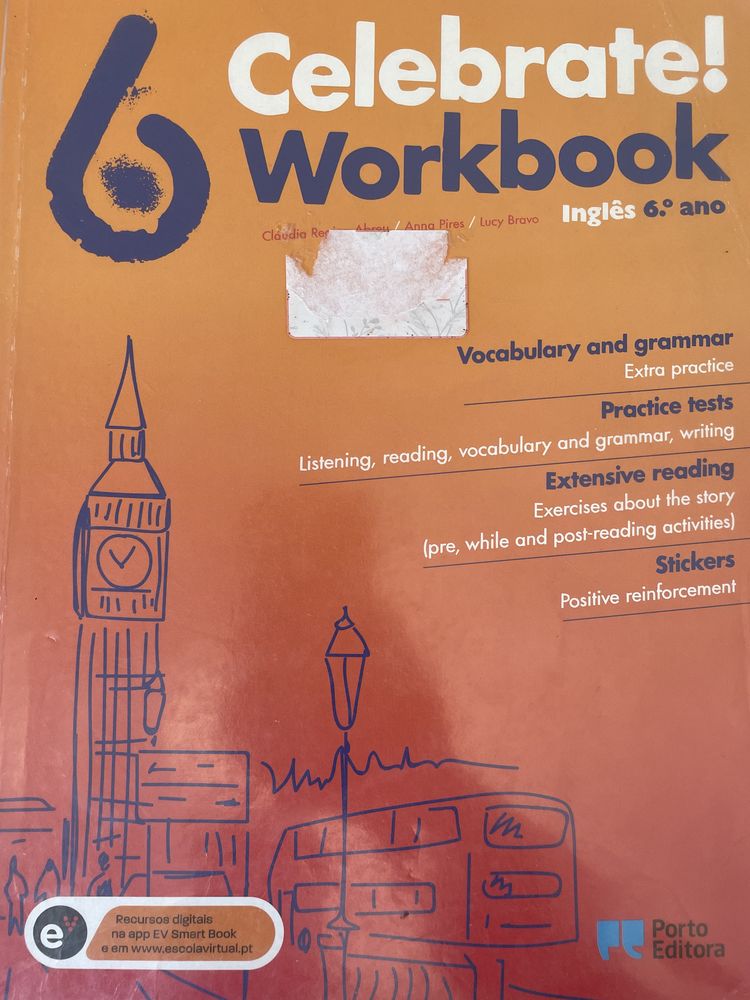 6
Celebrate!
Workbook
Inglês 6.º ano
Cláudia Abreu / Anna Pires / Lucy Bravo
Vocabulary and grammar
Extra practice
Practice tests
Listening, reading, vocabulary and grammar, writing
Extensive reading
Exercises about the story
(pre, while and post-reading activities)
Stickers
Positive reinforcement
e
Recursos digitais
na app EV Smart Book
e em www.escolavirtual.pt
Porto
Editora